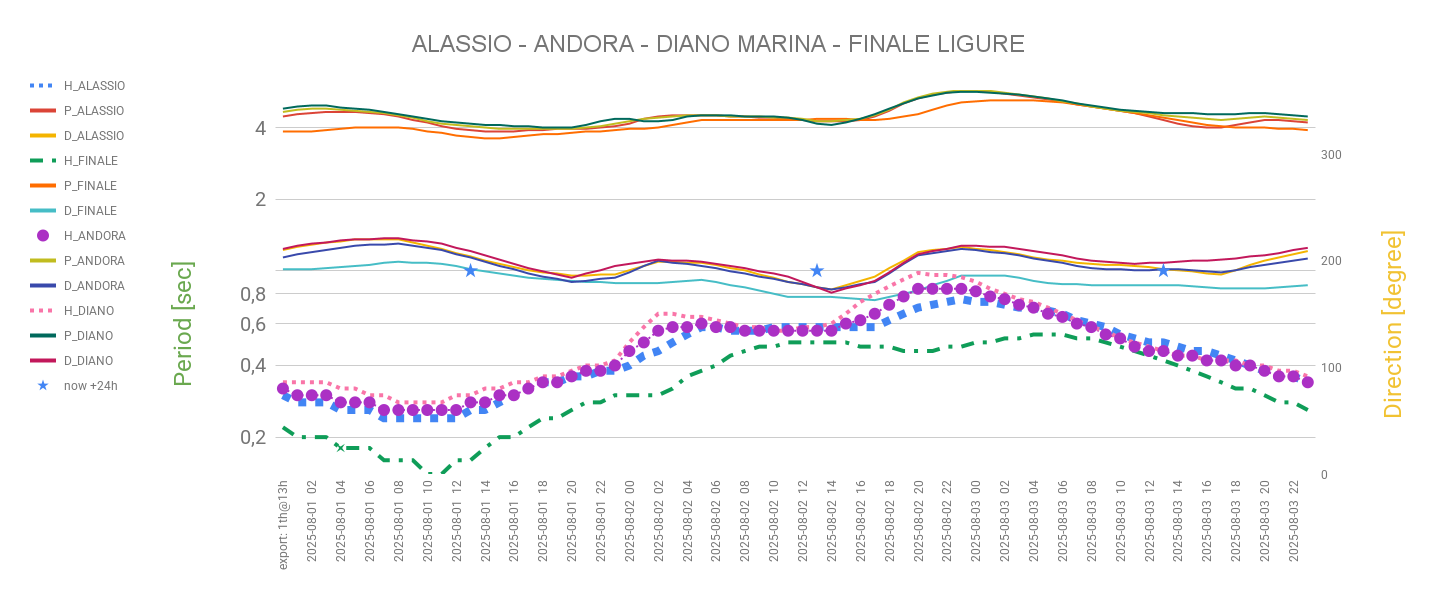 ALASSIO - ANDORA - DIANO MARINA - FINALE LIGURE
H_ALASSIO
P_ALASSIO
D_ALASSIO
H_FINALE
P_FINALE
D_FINALE
H_ANDORA
P_ANDORA
D_ANDORA
H_DIANO
P_DIANO
D_DIANO
now +24h
Period [sec]
4
2
0,8
0,6
0,4
0,2
300
200
100
0
Direction [degree]
export: 1th@13h
2025-08-01 02
2025-08-01 04
2025-08-01 06
2025-08-01 08
2025-08-01 10
2025-08-01 12
2025-08-01 14
2025-08-01 16
2025-08-01 18
2025-08-01 20
2025-08-01 22
2025-08-02 00
2025-08-02 02
2025-08-02 04
2025-08-02 06
2025-08-02 08
2025-08-02 10
2025-08-02 12
2025-08-02 14
2025-08-02 16
2025-08-02 18
2025-08-02 20
2025-08-02 22
2025-08-03 00
2025-08-03 02
2025-08-03 04
2025-08-03 06
2025-08-03 08
2025-08-03 10
2025-08-03 12
2025-08-03 14
2025-08-03 16
2025-08-03 18
2025-08-03 20
2025-08-03 22